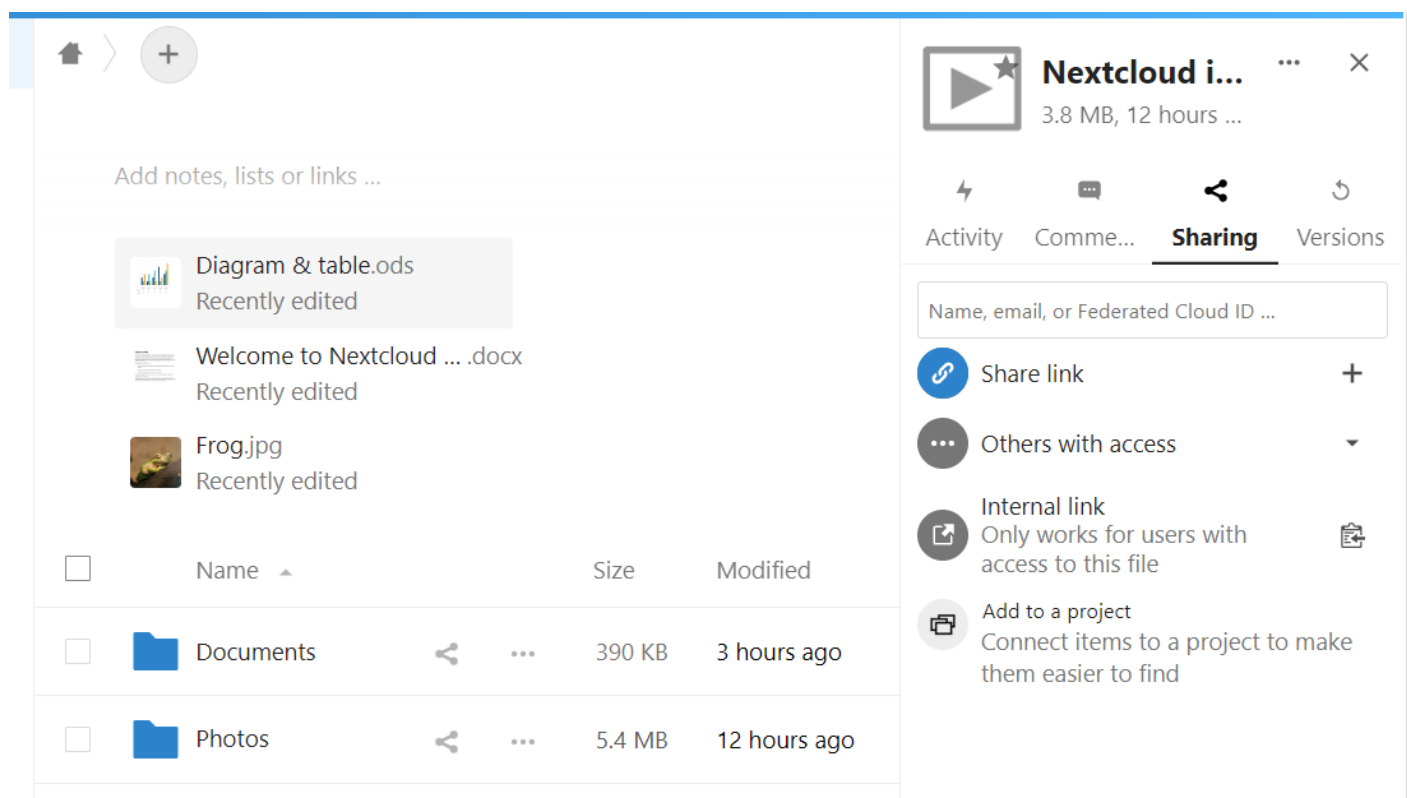 Add notes, lists or links ...
Diagram & table.ods
Recently edited
Welcome to Nextcloud ... .docx
Recently edited
Frog.jpg
Recently edited
Name Size Modified
Documents 390 KB 3 hours ago
Photos 5.4 MB 12 hours ago
Nextcloud i...
3.8 MB, 12 hours ...
Activity Comme... Sharing Versions
Name, email, or Federated Cloud ID ...
Share link
Others with access
Internal link
Only works for users with
access to this file
Add to a project
Connect items to a project to make
them easier to find